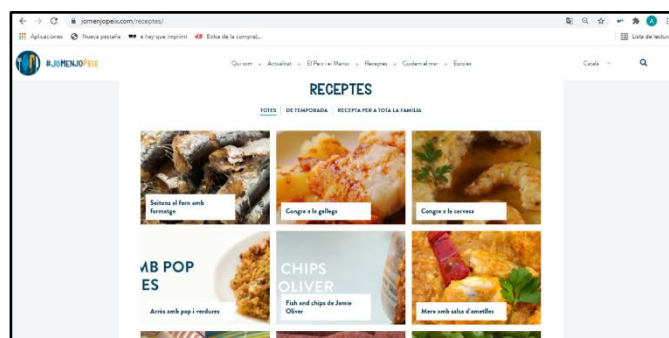 jomenjopeix.com/receptes/
Aplicaciones Nueva pestaña e hay que imprimi Bolsa de la compra(...
Lista de lectura
#JOMENJOPEIX
Qui som Actualitat El Peix i el Marisc Receptes Cuidem el mar Escoles
Català
RECEPTES
TOTES DE TEMPORADA RECEPTA PER A TOTA LA FAMILIA
Seitons al forn amb formatge
Congre a la gallega
Congre a la cervesa
MB POP
ES
Arròs amb pop i verdures
CHIPS
OLIVER
Fish and chips de Jamie
Oliver
Mero amb salsa d'ametlles